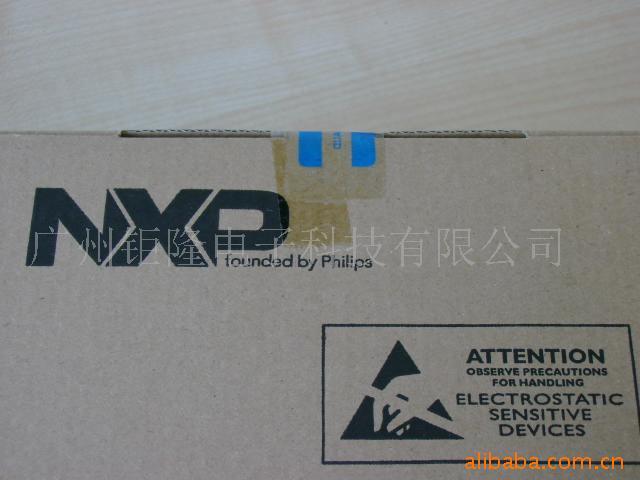 NXP
founded by Philips
广州钜隆电子科技有限公司
ATTENTION
OBSERVE PRECAUTIONS
FOR HANDLING
ELECTROSTATIC
SENSITIVE
DEVICES
alibaba.com.cn